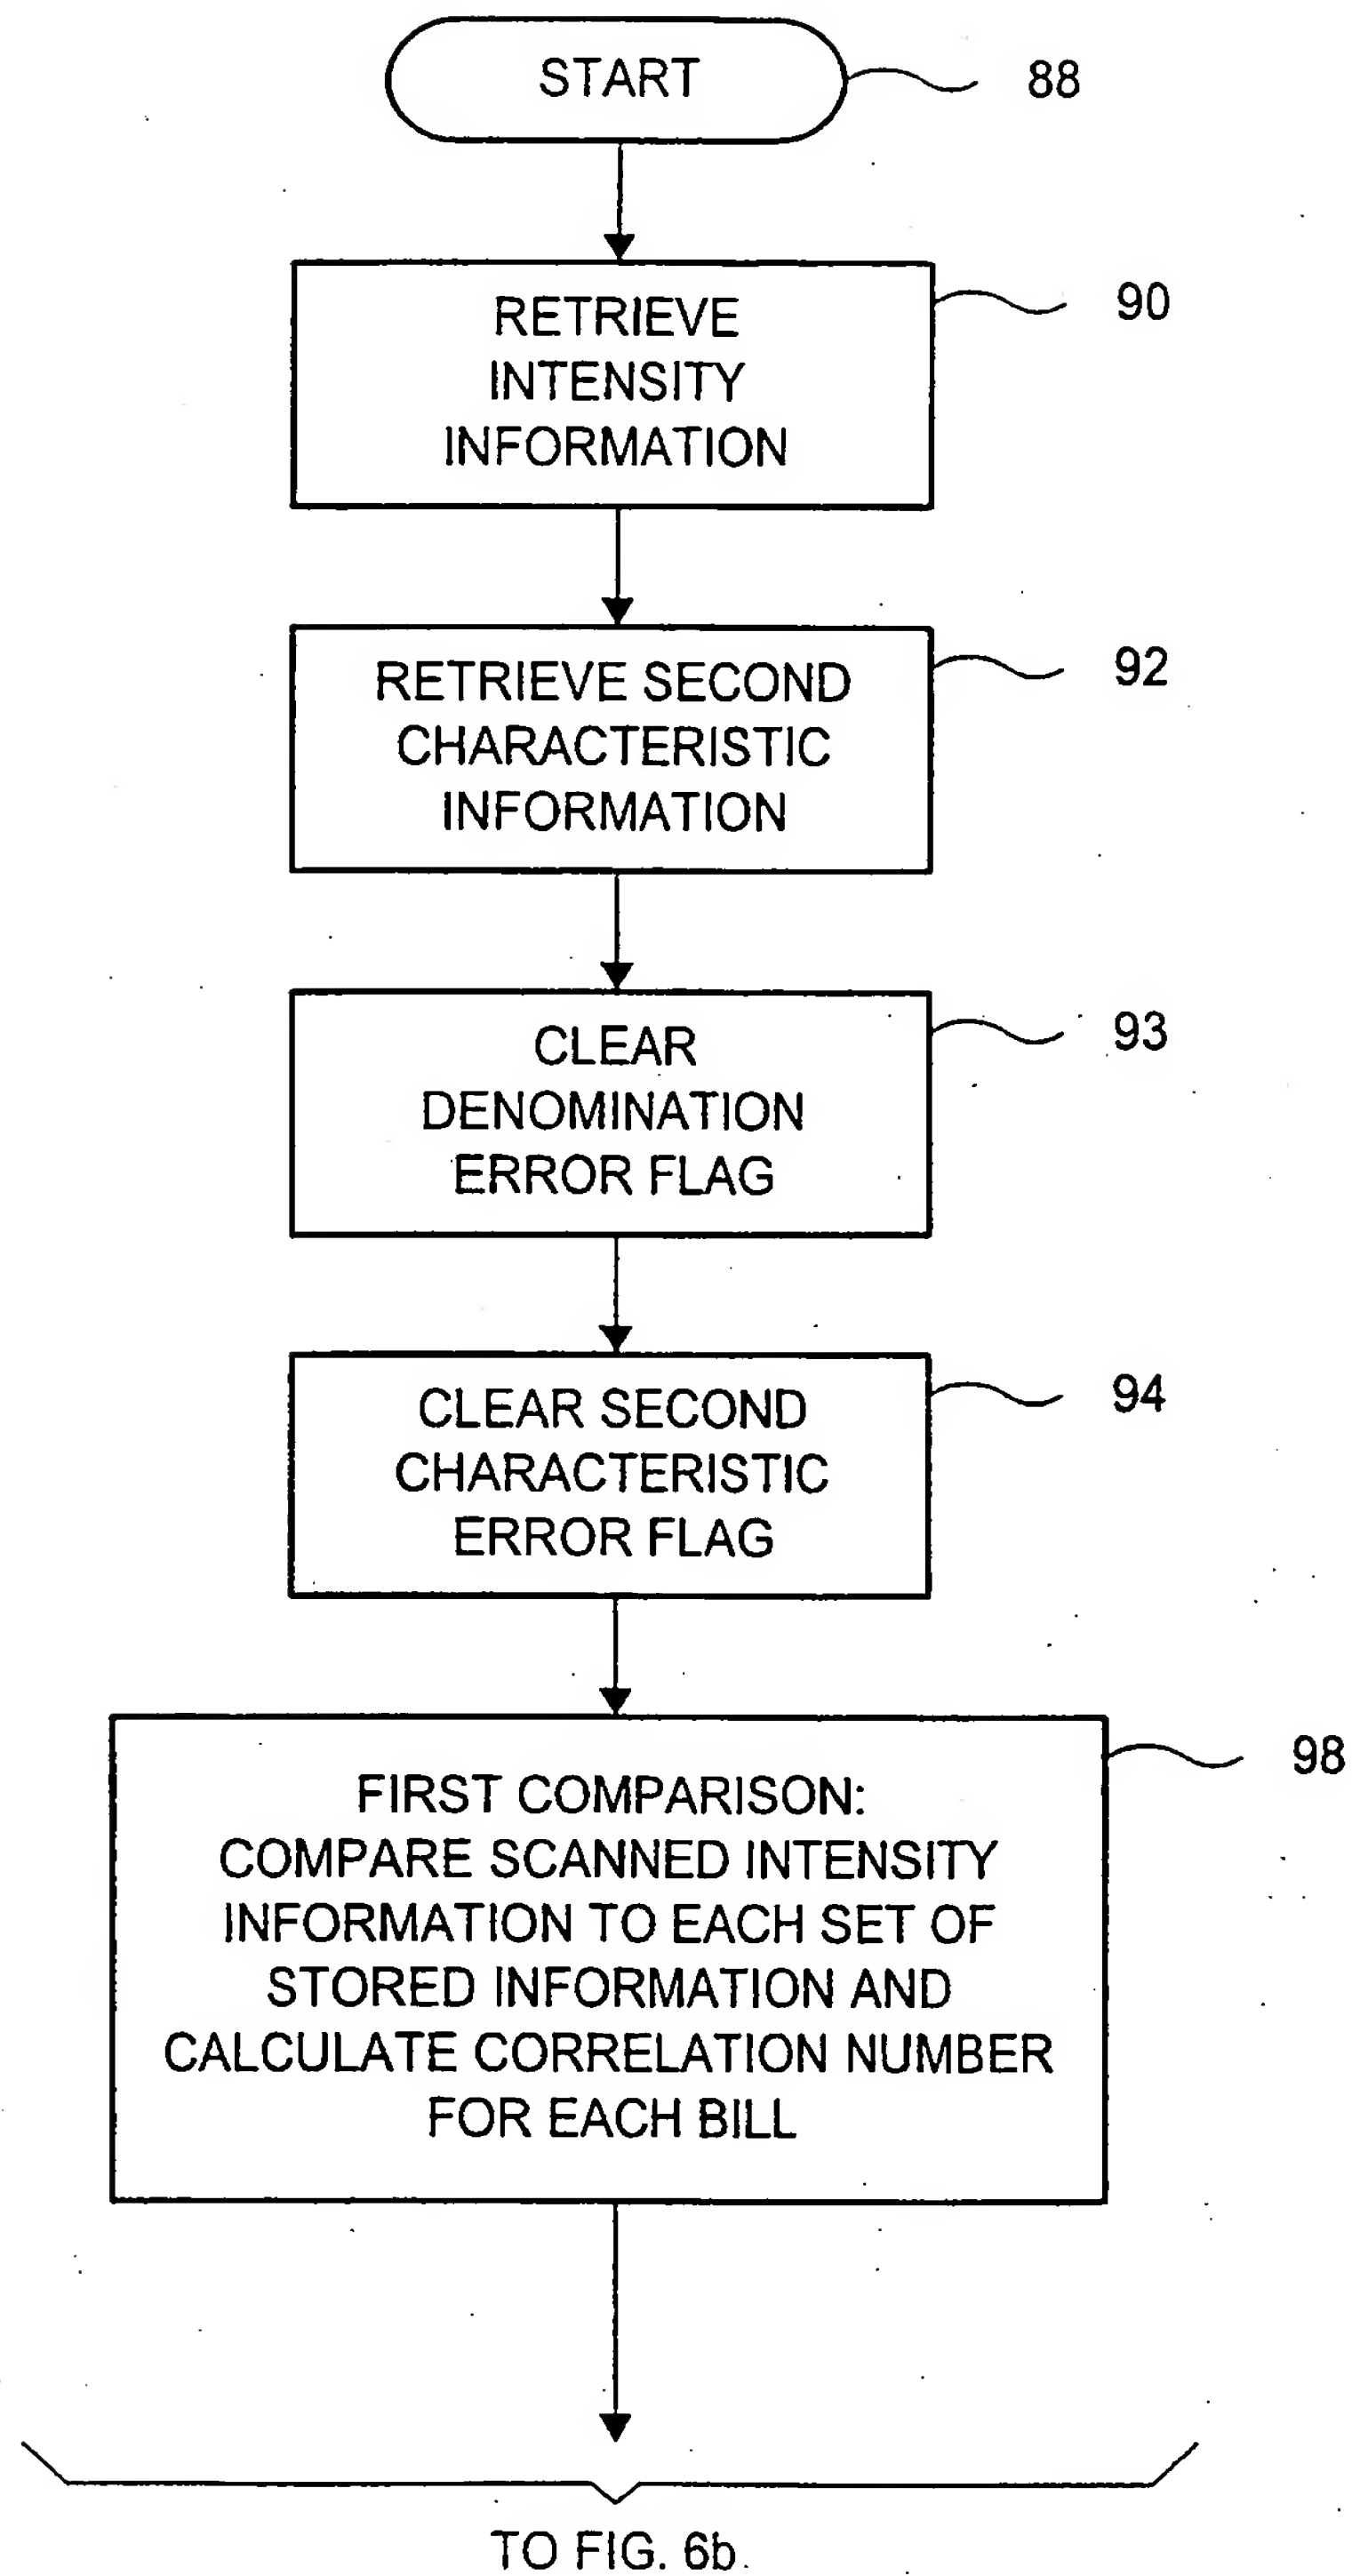 START
88
RETRIEVE
INTENSITY
INFORMATION
90
RETRIEVE SECOND
CHARACTERISTIC
INFORMATION
92
CLEAR
DENOMINATION
ERROR FLAG
93
CLEAR SECOND
CHARACTERISTIC
ERROR FLAG
94
FIRST COMPARISON:
COMPARE SCANNED INTENSITY
INFORMATION TO EACH SET OF
STORED INFORMATION AND
CALCULATE CORRELATION NUMBER
FOR EACH BILL
98
TO FIG. 6b.